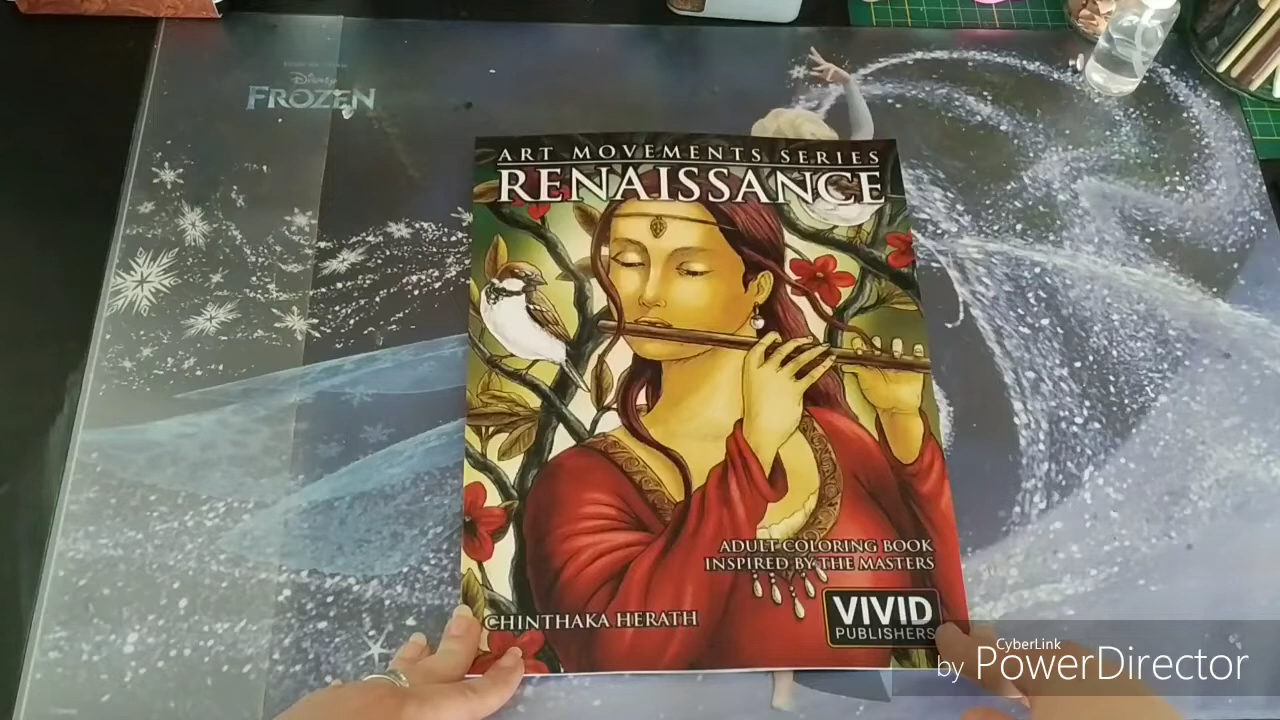 Disney
FROZEN
ART MOVEMENTS SERIES
RENAISSANCE
ADULT COLORING BOOK
INSPIRED BY THE MASTERS
CHINTHAKA HERATH
VIVID
PUBLISHERS
CyberLink
by PowerDirector